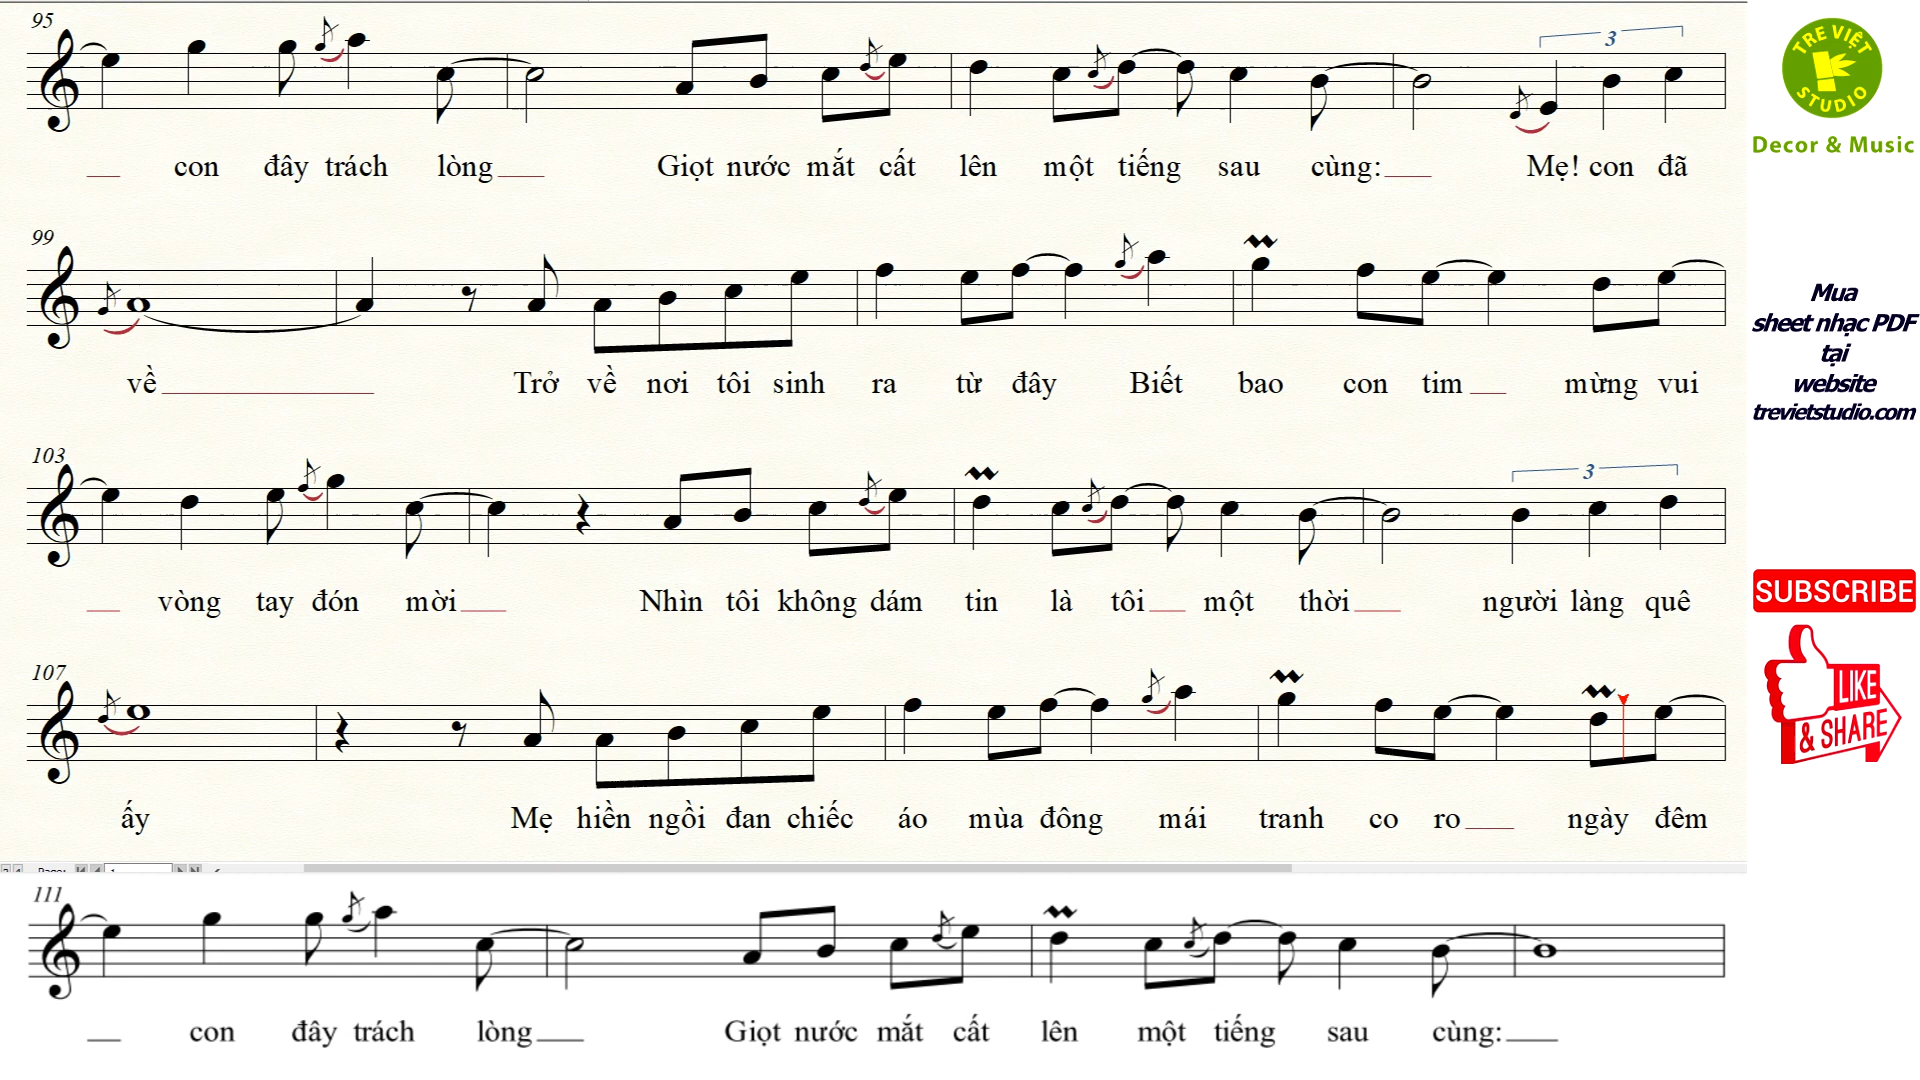 95
3
con đây trách lòng Giọt nước mắt cất lên một tiếng sau cùng: Mẹ! con đã
99
về Trở về nơi tôi sinh ra từ đây Biết bao con tim mừng vui
103
3
vòng tay đón mời Nhìn tôi không dám tin là tôi một thời người làng quê
107
ấy Mẹ hiền ngồi đan chiếc áo mùa đông mái tranh co ro ngày đêm
111
con đây trách lòng Giọt nước mắt cất lên một tiếng sau cùng:
TRE VIỆT
STUDIO
Decor & Music
Mua
sheet nhạc PDF
tại
website
trevietstudio.com
SUBSCRIBE
LIKE
& SHARE